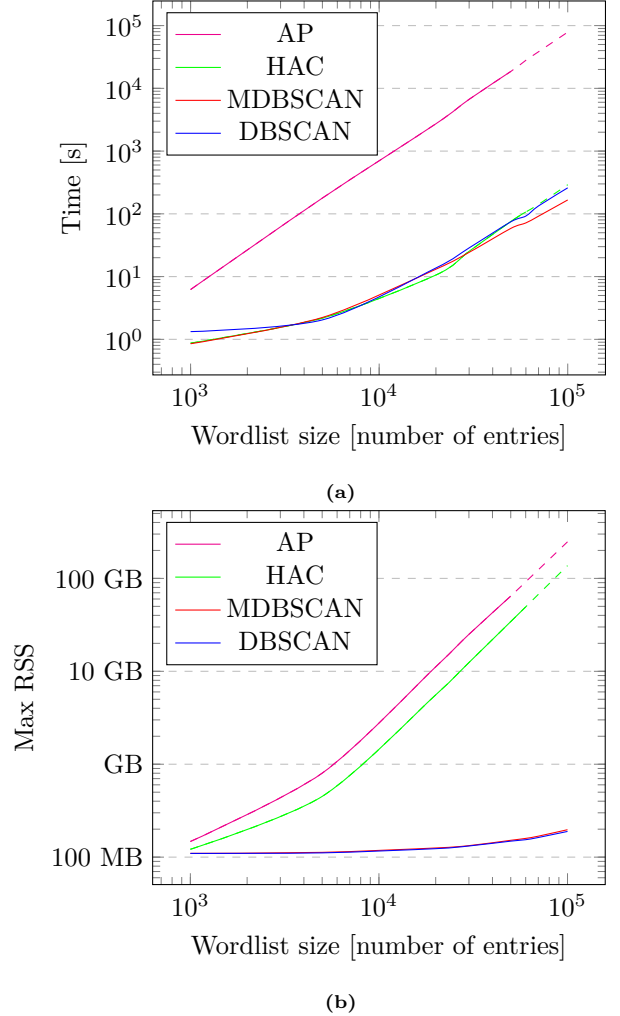 10^5
10^4
10^3
10^2
10^1
10^0
Time [s]
AP
HAC
MDBSCAN
DBSCAN
10^3 10^4 10^5
Wordlist size [number of entries]
(a)
100 GB
10 GB
GB
100 MB
Max RSS
AP
HAC
MDBSCAN
DBSCAN
10^3 10^4 10^5
Wordlist size [number of entries]
(b)